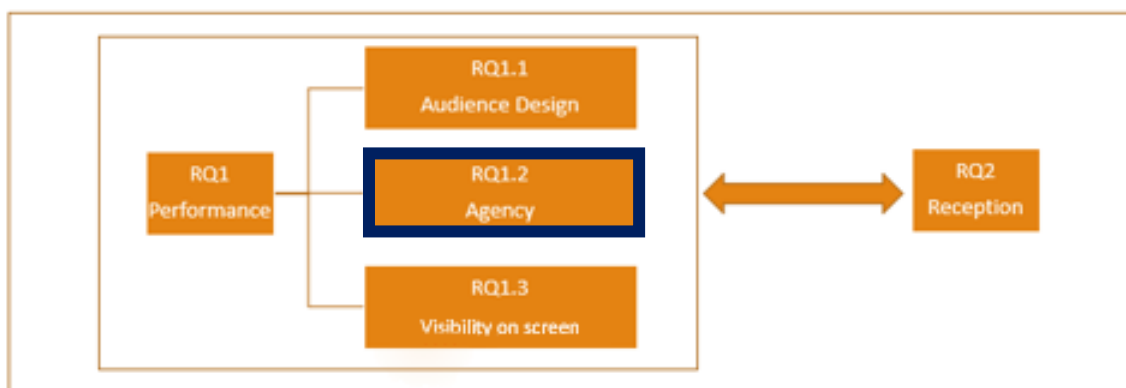 RQ1.1
Audience Design
RQ1
Performance
RQ1.2
Agency
RQ1.3
Visibility on screen
RQ2
Reception